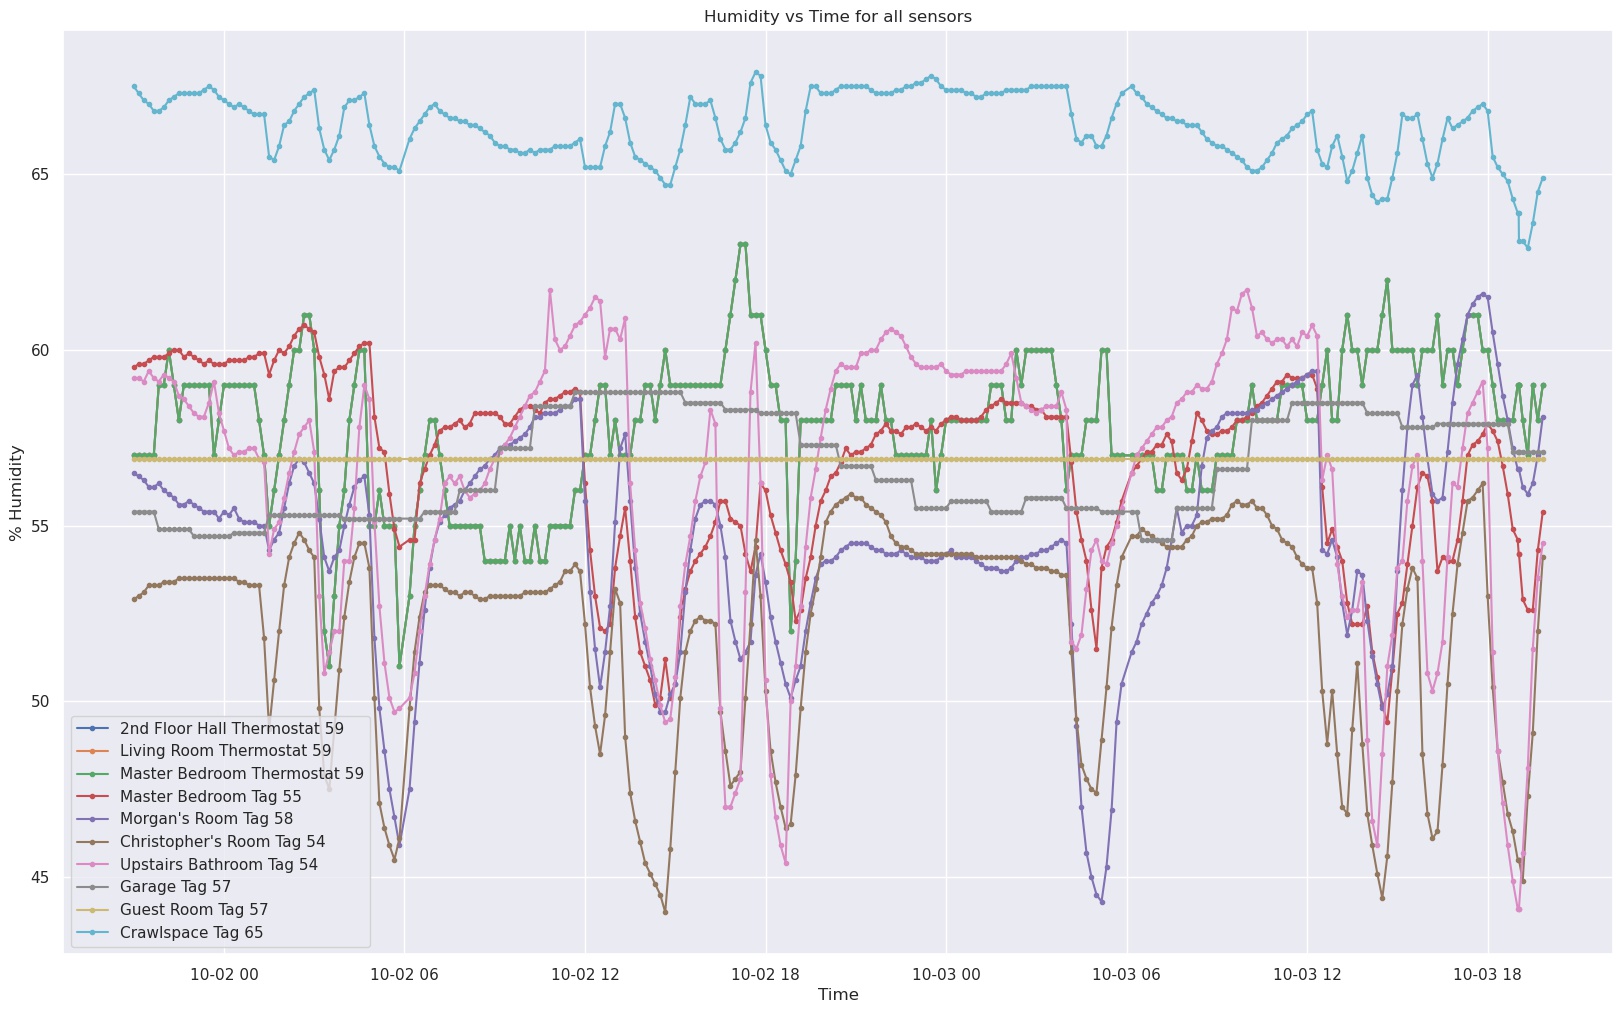 Humidity vs Time for all sensors
% Humidity
65
60
55
50
45
2nd Floor Hall Thermostat 59
Living Room Thermostat 59
Master Bedroom Thermostat 59
Master Bedroom Tag 55
Morgan's Room Tag 58
Christopher's Room Tag 54
Upstairs Bathroom Tag 54
Garage Tag 57
Guest Room Tag 57
Crawlspace Tag 65
10-02 00
10-02 06
10-02 12
10-02 18
10-03 00
10-03 06
10-03 12
10-03 18
Time